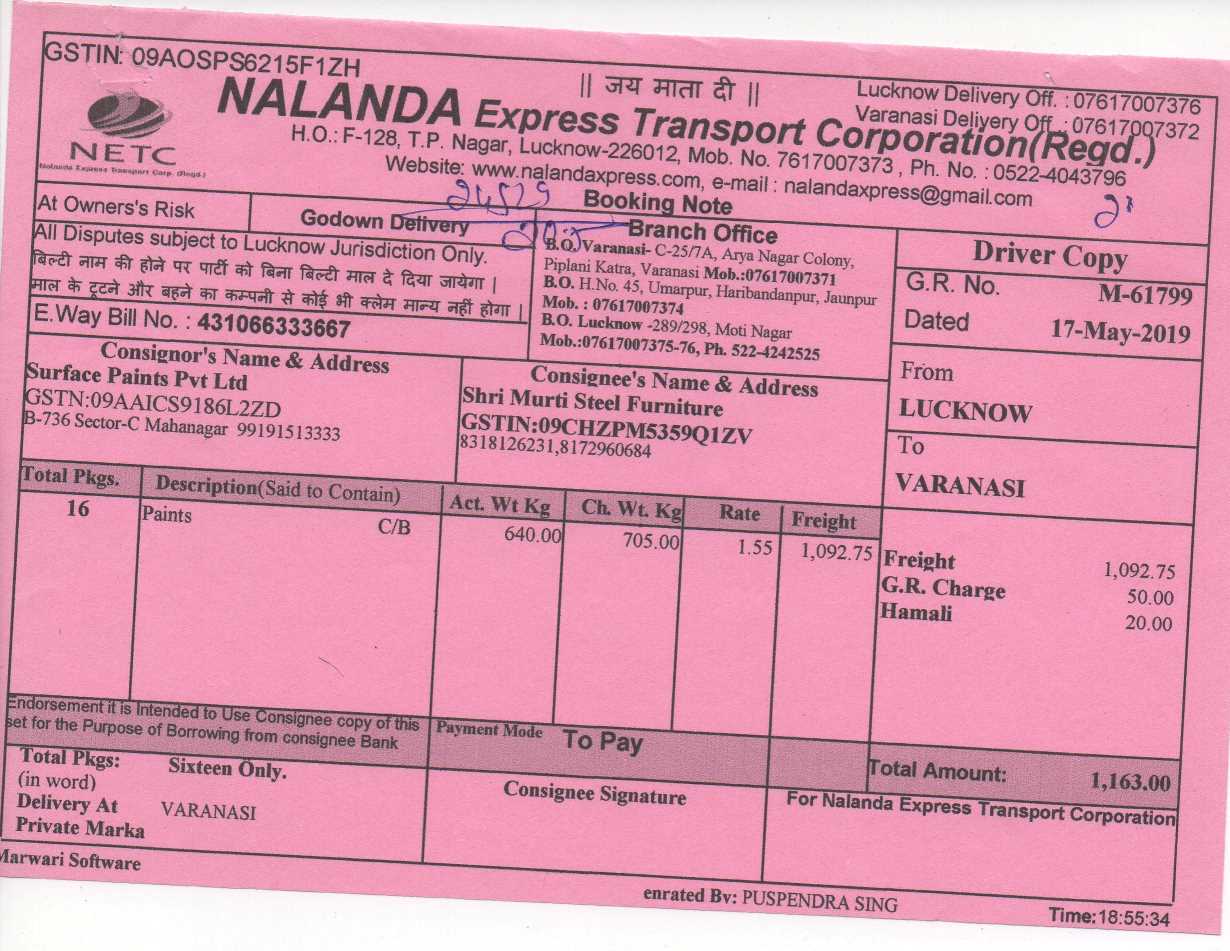 GSTIN: 09AOSPS6215F1ZH
|| जय माता दी ||
Lucknow Delivery Off. : 07617007376
Varanasi Delivery Off. : 07617007372
NETC
Nalanda Express Transport Corp. (Regd.)
NALANDA Express Transport Corporation(Regd.)
H.O.: F-128, T.P. Nagar, Lucknow-226012, Mob. No. 7617007373 , Ph. No. : 0522-4043796
Website: www.nalandaxpress.com, e-mail : nalandaxpress@gmail.com
Booking Note
At Owners's Risk
Godown Delivery
All Disputes subject to Lucknow Jurisdiction Only.
बिल्टी नाम की होने पर पार्टी को बिना बिल्टी माल दे दिया जायेगा |
माल के टूटने और बहने का कम्पनी से कोई भी क्लेम मान्य नहीं होगा |
E.Way Bill No. : 431066333667
Branch Office
B.O. Varanasi- C-25/7A, Arya Nagar Colony,
Piplani Katra, Varanasi Mob.:07617007371
B.O. H.No. 45, Umarpur, Haribandanpur, Jaunpur
Mob. : 07617007374
B.O. Lucknow -289/298, Moti Nagar
Mob.:07617007375-76, Ph. 522-4242525
Driver Copy
G.R. No. M-61799
Dated 17-May-2019
From
LUCKNOW
To
VARANASI
Consignor's Name & Address
Surface Paints Pvt Ltd
GSTN:09AAICS9186L2ZD
B-736 Sector-C Mahanagar 99191513333
Consignee's Name & Address
Shri Murti Steel Furniture
GSTIN:09CHZPM5359Q1ZV
8318126231,8172960684
Total Pkgs. Description(Said to Contain) Act. Wt Kg Ch. Wt. Kg Rate Freight
16 Paints C/B 640.00 705.00 1.55 1,092.75
Freight 1,092.75
G.R. Charge 50.00
Hamali 20.00
Endorsement it is Intended to Use Consignee copy of this
set for the Purpose of Borrowing from consignee Bank
Payment Mode To Pay
Total Amount: 1,163.00
Total Pkgs: Sixteen Only.
(in word)
Delivery At VARANASI
Private Marka
Consignee Signature
For Nalanda Express Transport Corporation
Marwari Software
enrated By: PUSPENDRA SING
Time:18:55:34